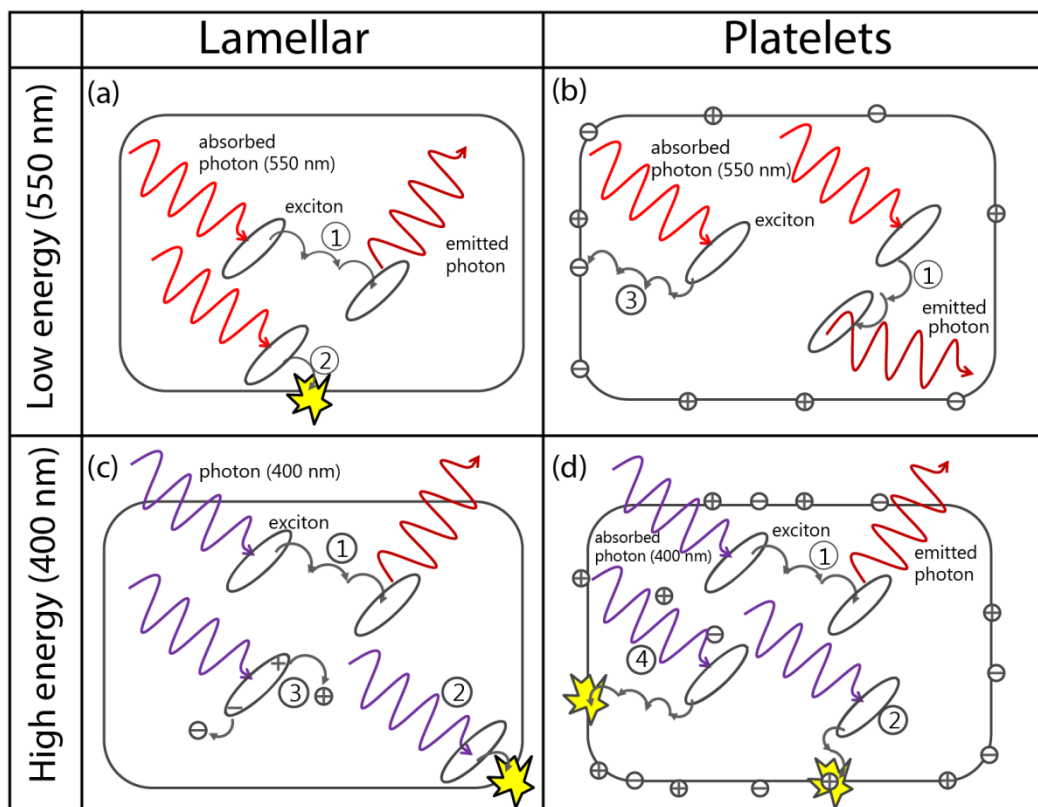 Lamellar
Platelets
Low energy (550 nm)
(a)
absorbed
photon (550 nm)
exciton
1
emitted
photon
2
(b)
absorbed
photon (550 nm)
exciton
3
1
emitted
photon
High energy (400 nm)
(c)
photon (400 nm)
exciton
1
3
2
+
−
⊕
⊖
(d)
absorbed
photon (400 nm)
exciton
1
emitted
photon
4
2